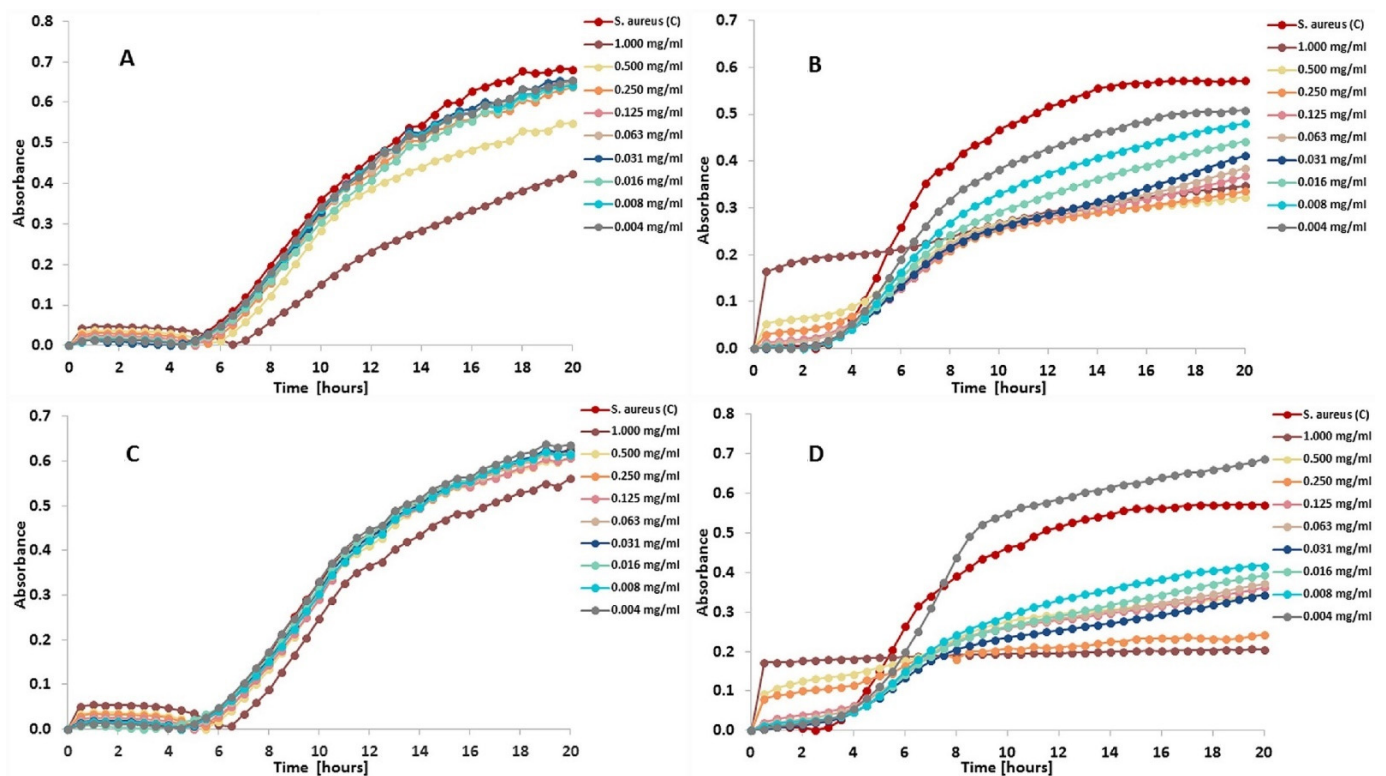 A
Absorbance
0.8
0.7
0.6
0.5
0.4
0.3
0.2
0.1
0.0
0 2 4 6 8 10 12 14 16 18 20
Time [hours]
S. aureus (C)
1.000 mg/ml
0.500 mg/ml
0.250 mg/ml
0.125 mg/ml
0.063 mg/ml
0.031 mg/ml
0.016 mg/ml
0.008 mg/ml
0.004 mg/ml
B
Absorbance
0.7
0.6
0.5
0.4
0.3
0.2
0.1
0.0
0 2 4 6 8 10 12 14 16 18 20
Time [hours]
S. aureus (C)
1.000 mg/ml
0.500 mg/ml
0.250 mg/ml
0.125 mg/ml
0.063 mg/ml
0.031 mg/ml
0.016 mg/ml
0.008 mg/ml
0.004 mg/ml
C
Absorbance
0.7
0.6
0.5
0.4
0.3
0.2
0.1
0.0
0 2 4 6 8 10 12 14 16 18 20
Time [hours]
S. aureus (C)
1.000 mg/ml
0.500 mg/ml
0.250 mg/ml
0.125 mg/ml
0.063 mg/ml
0.031 mg/ml
0.016 mg/ml
0.008 mg/ml
0.004 mg/ml
D
Absorbance
0.8
0.7
0.6
0.5
0.4
0.3
0.2
0.1
0.0
0 2 4 6 8 10 12 14 16 18 20
Time [hours]
S. aureus (C)
1.000 mg/ml
0.500 mg/ml
0.250 mg/ml
0.125 mg/ml
0.063 mg/ml
0.031 mg/ml
0.016 mg/ml
0.008 mg/ml
0.004 mg/ml